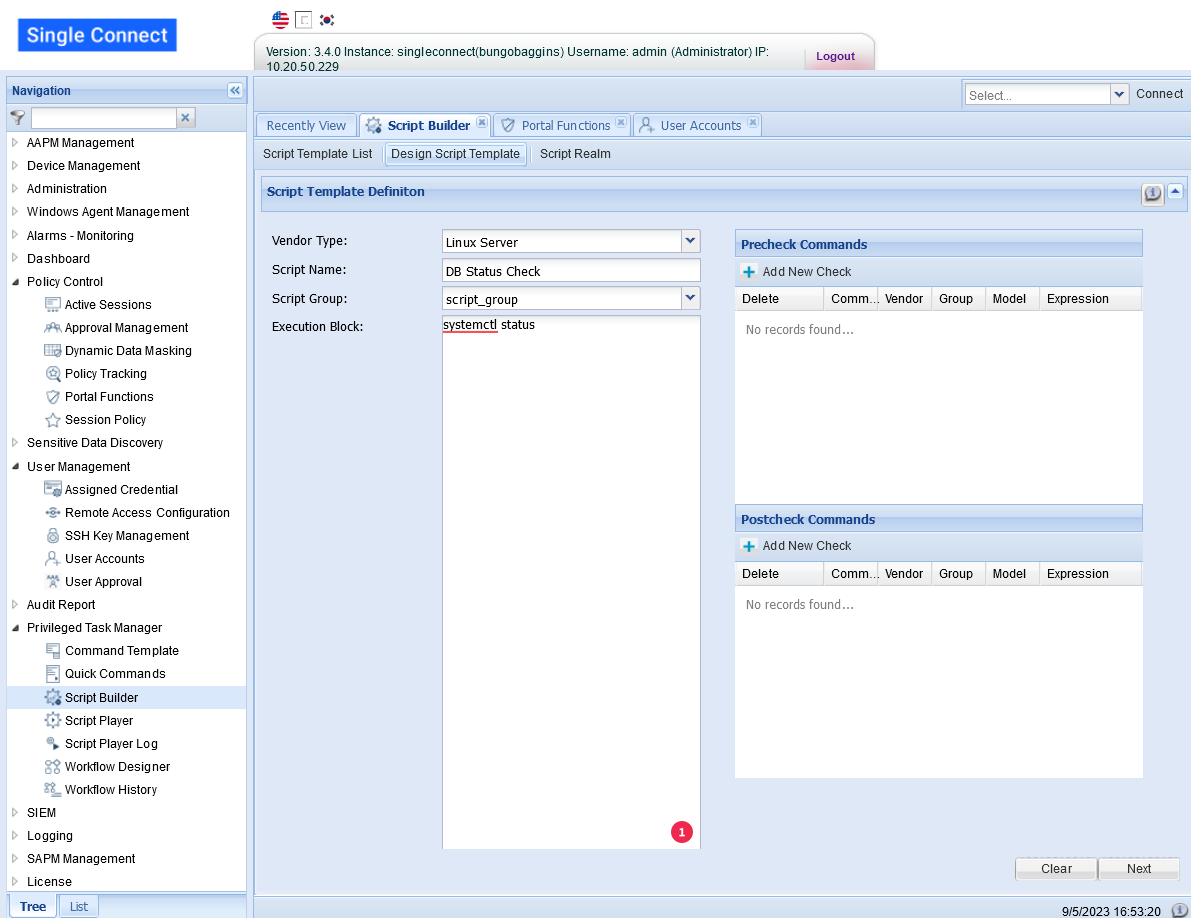 Single Connect
Version: 3.4.0 Instance: singleconnect(bungobaggins) Username: admin (Administrator) IP:
10.20.50.229
Logout
Navigation
Select...
Connect
Recently View
Script Builder
Portal Functions
User Accounts
Script Template List
Design Script Template
Script Realm
AAPM Management
Device Management
Administration
Windows Agent Management
Alarms - Monitoring
Dashboard
Policy Control
Active Sessions
Approval Management
Dynamic Data Masking
Policy Tracking
Portal Functions
Session Policy
Sensitive Data Discovery
User Management
Assigned Credential
Remote Access Configuration
SSH Key Management
User Accounts
User Approval
Audit Report
Privileged Task Manager
Command Template
Quick Commands
Script Builder
Script Player
Script Player Log
Workflow Designer
Workflow History
SIEM
Logging
SAPM Management
License
Tree
List
Script Template Definiton
Vendor Type:
Linux Server
Script Name:
DB Status Check
Script Group:
script_group
Execution Block:
systemctl status
1
Precheck Commands
Add New Check
Delete Comm... Vendor Group Model Expression
No records found...
Postcheck Commands
Add New Check
Delete Comm... Vendor Group Model Expression
No records found...
Clear
Next
9/5/2023 16:53:20